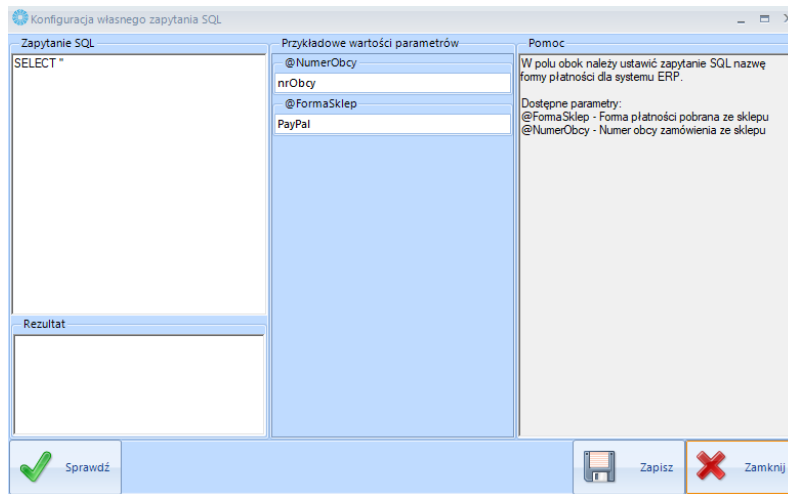 Konfiguracja własnego zapytania SQL
Zapytanie SQL
SELECT ''
Przykładowe wartości parametrów
@NumerObcy
nrObcy
@FormaSklep
PayPal
Pomoc
W polu obok należy ustawić zapytanie SQL nazwę
formy płatności dla systemu ERP.
Dostępne parametry:
@FormaSklep - Forma płatności pobrana ze sklepu
@NumerObcy - Numer obcy zamówienia ze sklepu
Rezultat
Sprawdź
Zapisz
Zamknij